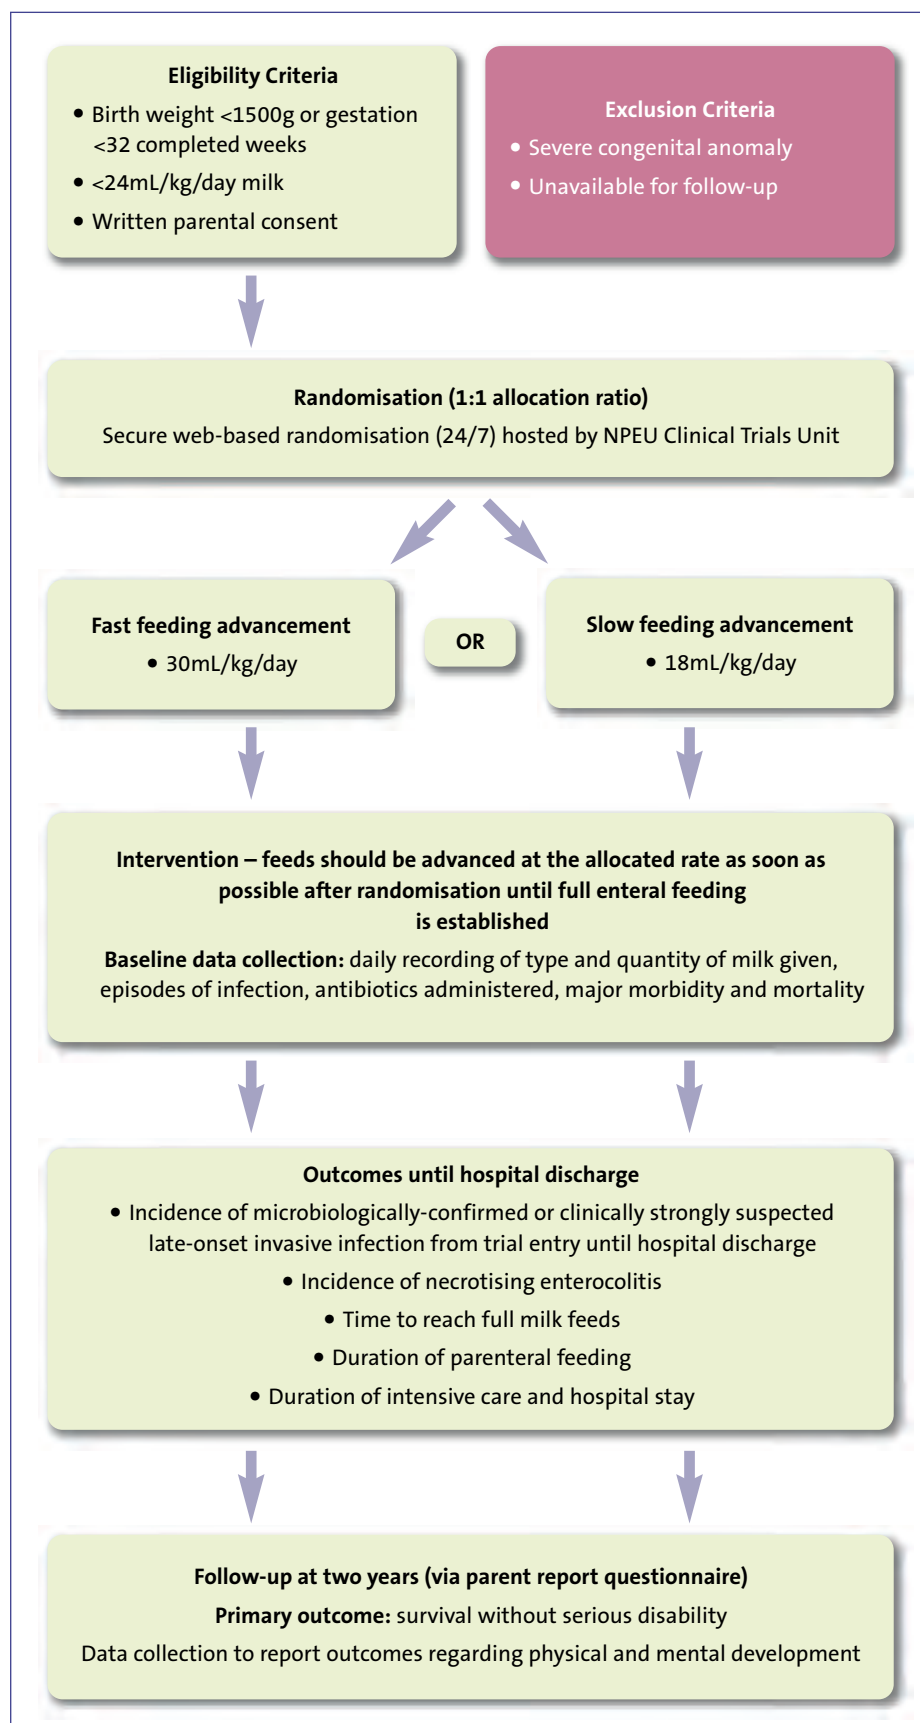 Eligibility Criteria
• Birth weight <1500g or gestation
<32 completed weeks
• <24mL/kg/day milk
• Written parental consent
Exclusion Criteria
• Severe congenital anomaly
• Unavailable for follow-up
Randomisation (1:1 allocation ratio)
Secure web-based randomisation (24/7) hosted by NPEU Clinical Trials Unit
Fast feeding advancement
• 30mL/kg/day
OR
Slow feeding advancement
• 18mL/kg/day
Intervention – feeds should be advanced at the allocated rate as soon as
possible after randomisation until full enteral feeding
is established
Baseline data collection: daily recording of type and quantity of milk given,
episodes of infection, antibiotics administered, major morbidity and mortality
Outcomes until hospital discharge
• Incidence of microbiologically-confirmed or clinically strongly suspected
late-onset invasive infection from trial entry until hospital discharge
• Incidence of necrotising enterocolitis
• Time to reach full milk feeds
• Duration of parenteral feeding
• Duration of intensive care and hospital stay
Follow-up at two years (via parent report questionnaire)
Primary outcome: survival without serious disability
Data collection to report outcomes regarding physical and mental development